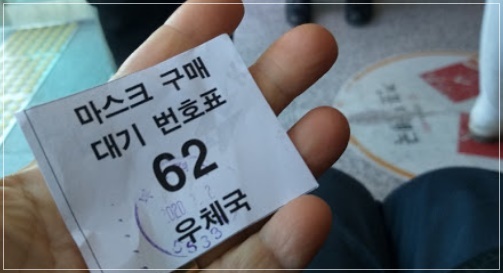 마스크 구매
대기 번호표
62
우체국